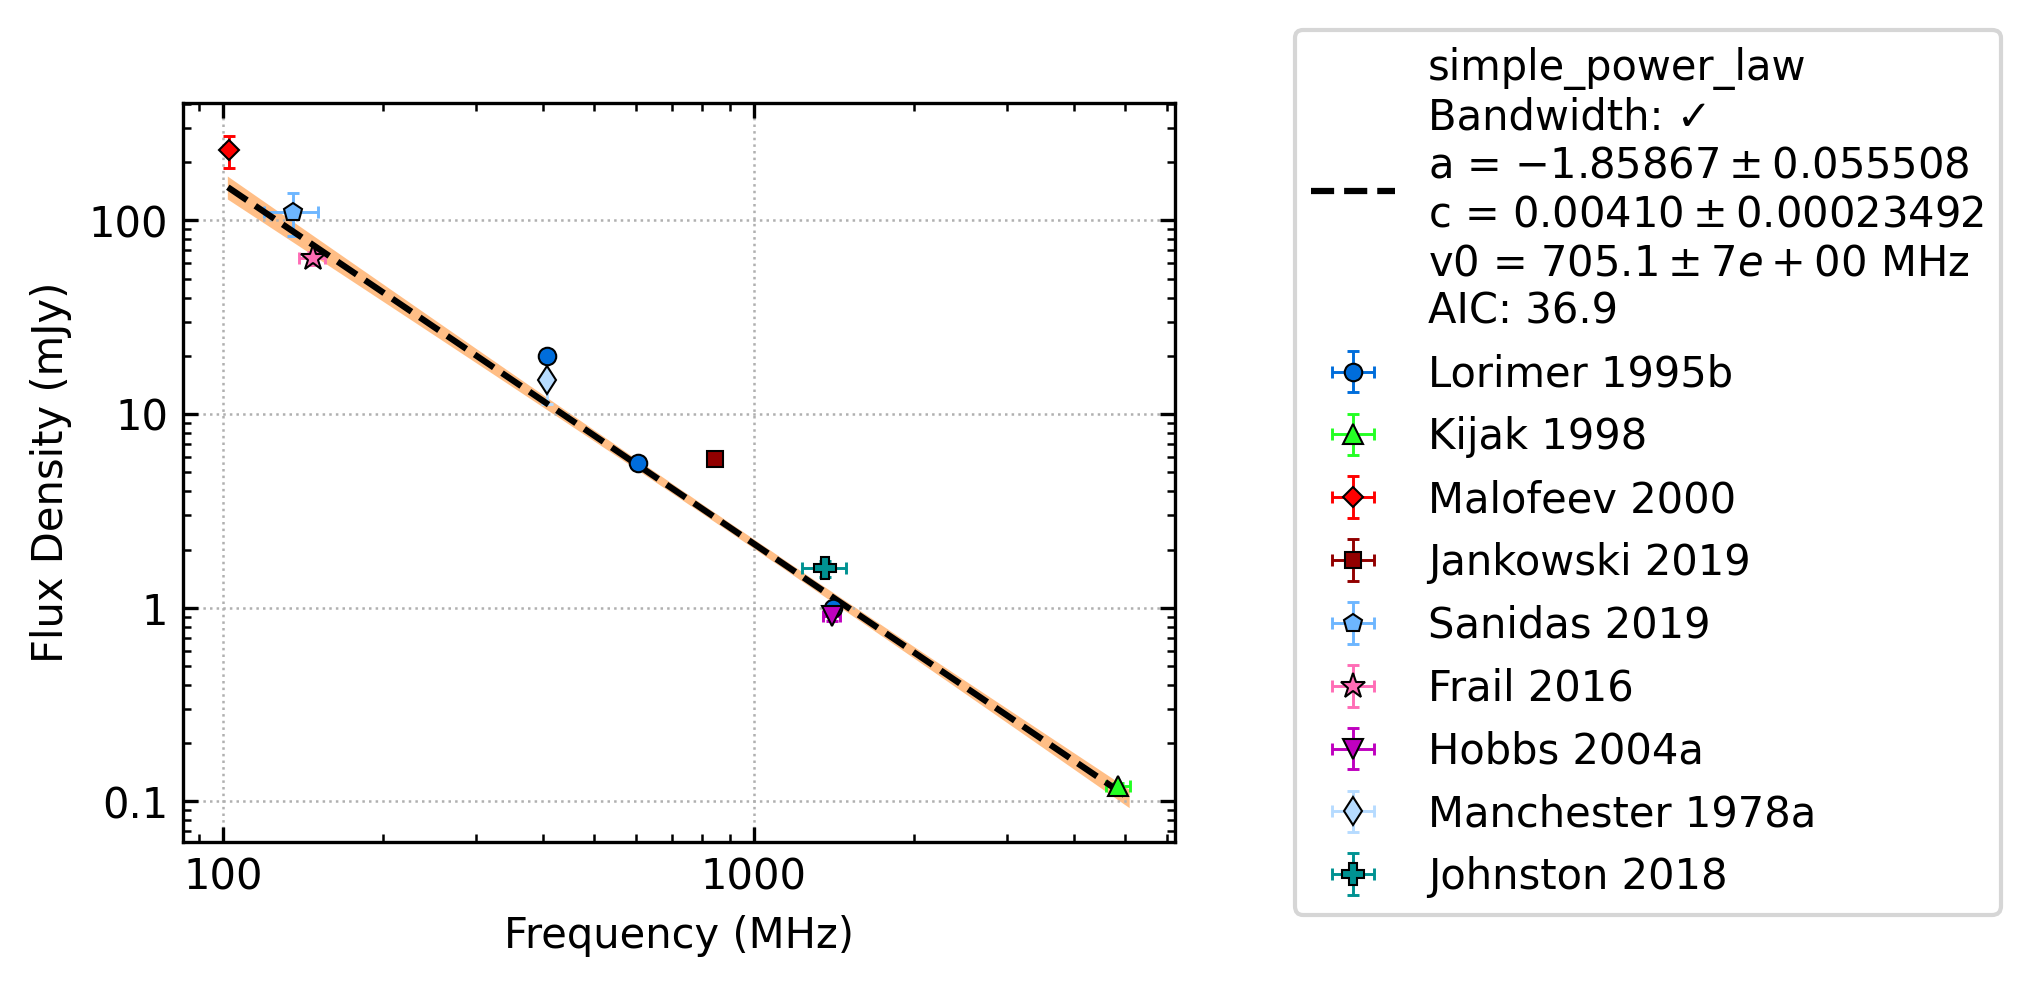 simple_power_law
Bandwidth: ✓
a = −1.85867 ± 0.055508
c = 0.00410 ± 0.00023492
v0 = 705.1 ± 7e + 00 MHz
AIC: 36.9
Lorimer 1995b
Kijak 1998
Malofeev 2000
Jankowski 2019
Sanidas 2019
Frail 2016
Hobbs 2004a
Manchester 1978a
Johnston 2018
Flux Density (mJy)
100
10
1
0.1
100
1000
Frequency (MHz)